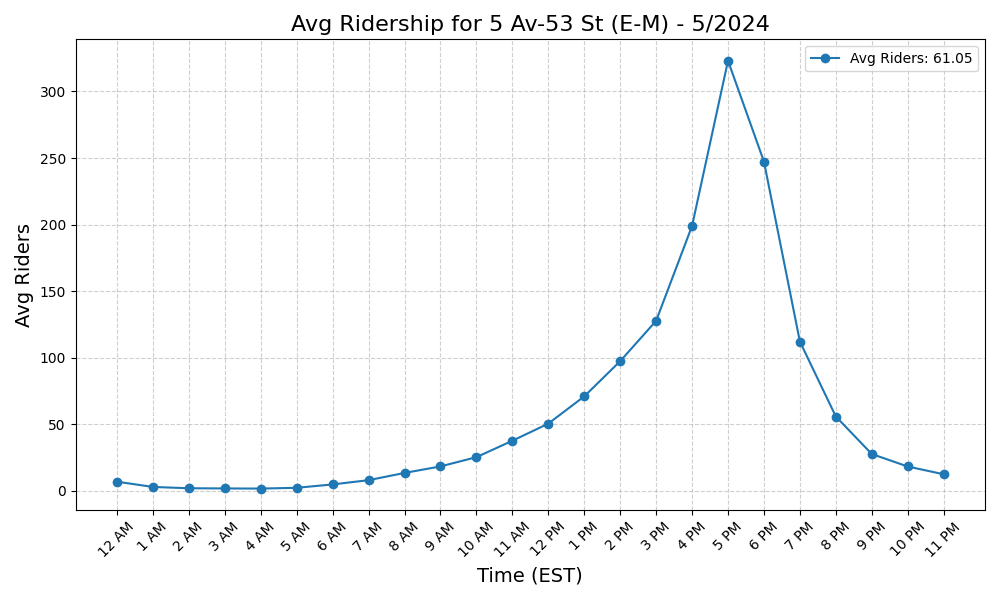 Avg Ridership for 5 Av-53 St (E-M) - 5/2024
Avg Riders: 61.05
Avg Riders
300
250
200
150
100
50
0
12 AM
1 AM
2 AM
3 AM
4 AM
5 AM
6 AM
7 AM
8 AM
9 AM
10 AM
11 AM
12 PM
1 PM
2 PM
3 PM
4 PM
5 PM
6 PM
7 PM
8 PM
9 PM
10 PM
11 PM
Time (EST)